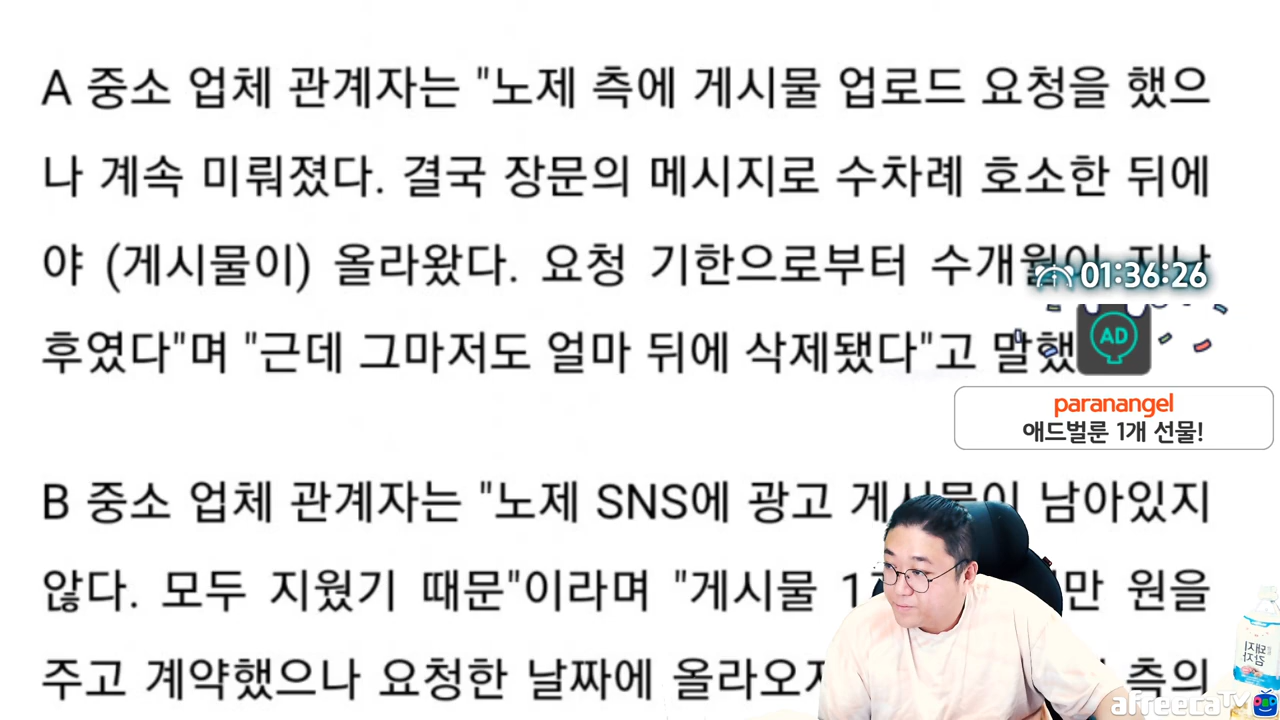 A 중소 업체 관계자는 "노제 측에 게시물 업로드 요청을 했으
나 계속 미뤄졌다. 결국 장문의 메시지로 수차례 호소한 뒤에
야 (게시물이) 올라왔다. 요청 기한으로부터 수개월이 지난
01:36:26
후였다"며 "근데 그마저도 얼마 뒤에 삭제됐다"고 말했
AD
paranangel
애드벌룬 1개 선물!
B 중소 업체 관계자는 "노제 SNS에 광고 게시물이 남아있지
않다. 모두 지웠기 때문"이라며 "게시물 만 원을
주고 계약했으나 요청한 날짜에 측의
돼지
감자
afreecaTV